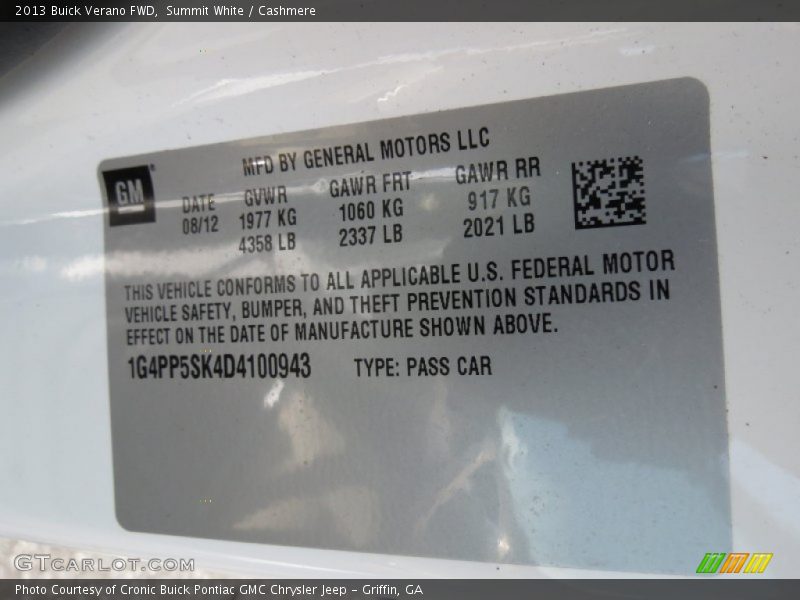 2013 Buick Verano FWD, Summit White / Cashmere
MFD BY GENERAL MOTORS LLC
GM
DATE GVWR GAWR FRT GAWR RR
08/12 1977 KG 1060 KG 917 KG
4358 LB 2337 LB 2021 LB
THIS VEHICLE CONFORMS TO ALL APPLICABLE U.S. FEDERAL MOTOR
VEHICLE SAFETY, BUMPER, AND THEFT PREVENTION STANDARDS IN
EFFECT ON THE DATE OF MANUFACTURE SHOWN ABOVE.
1G4PP5SK4D4100943 TYPE: PASS CAR
GTCARLOT.COM
Photo Courtesy of Cronic Buick Pontiac GMC Chrysler Jeep - Griffin, GA